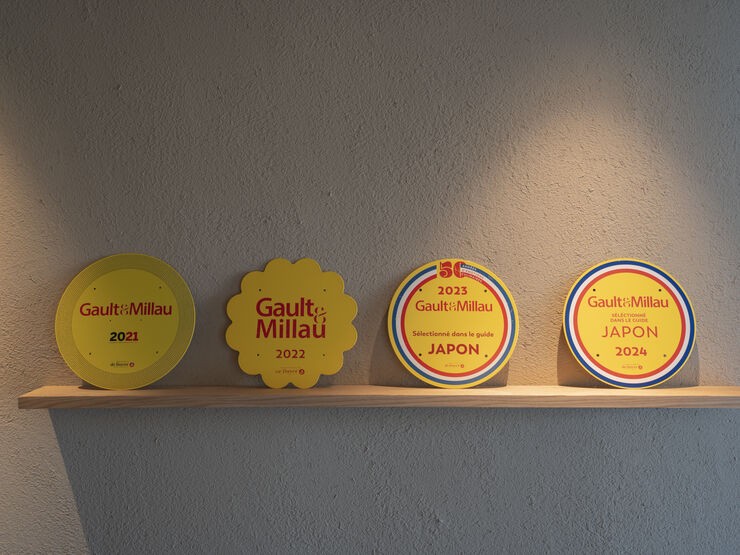 Gault&Millau
2021
Gault&
Millau
2022
50
2023
Gault&Millau
Sélectionné dans le guide
JAPON
Gault&Millau
SÉLECTIONNÉ
DANS LE GUIDE
JAPON
2024